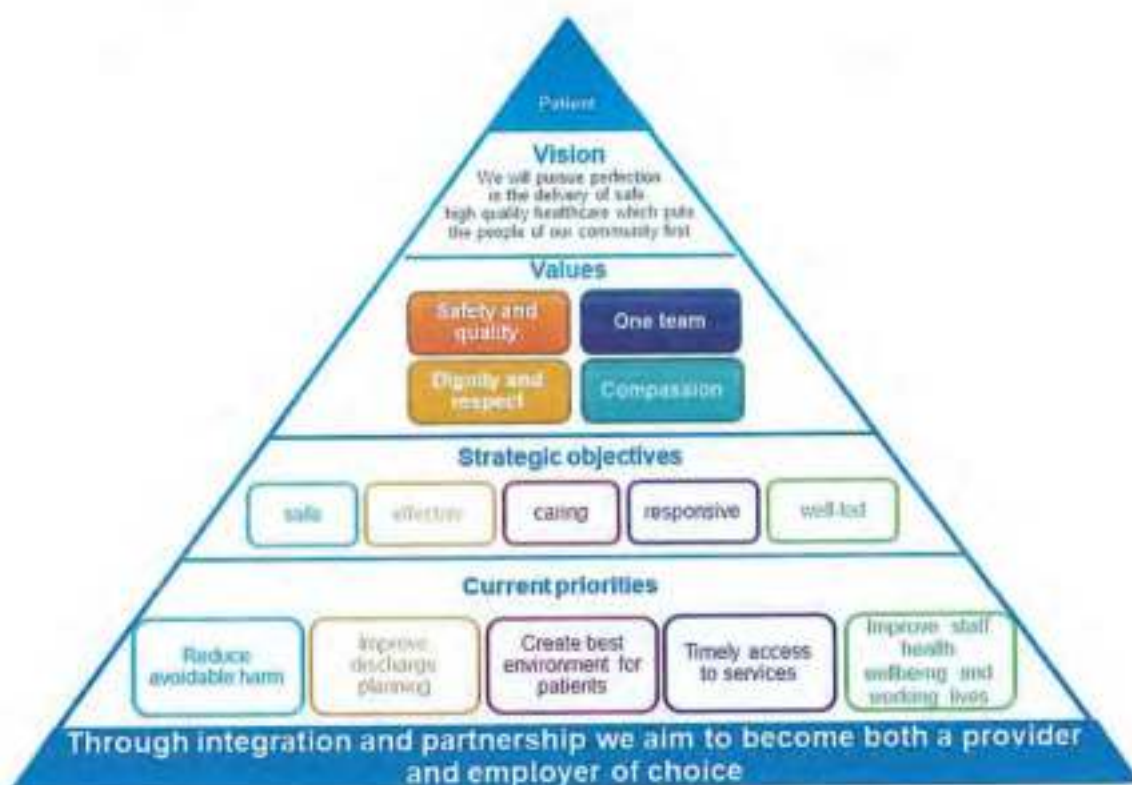 Patient
Vision
We will pursue perfection
in the delivery of safe
high quality healthcare which puts
the people of our community first
Values
Safety and
quality
One team
Dignity and
respect
Compassion
Strategic objectives
safe
effective
caring
responsive
well-led
Current priorities
Reduce
avoidable harm
Improve
discharge
planning
Create best
environment for
patients
Timely access
to services
Improve staff
health
wellbeing and
working lives
Through integration and partnership we aim to become both a provider
and employer of choice